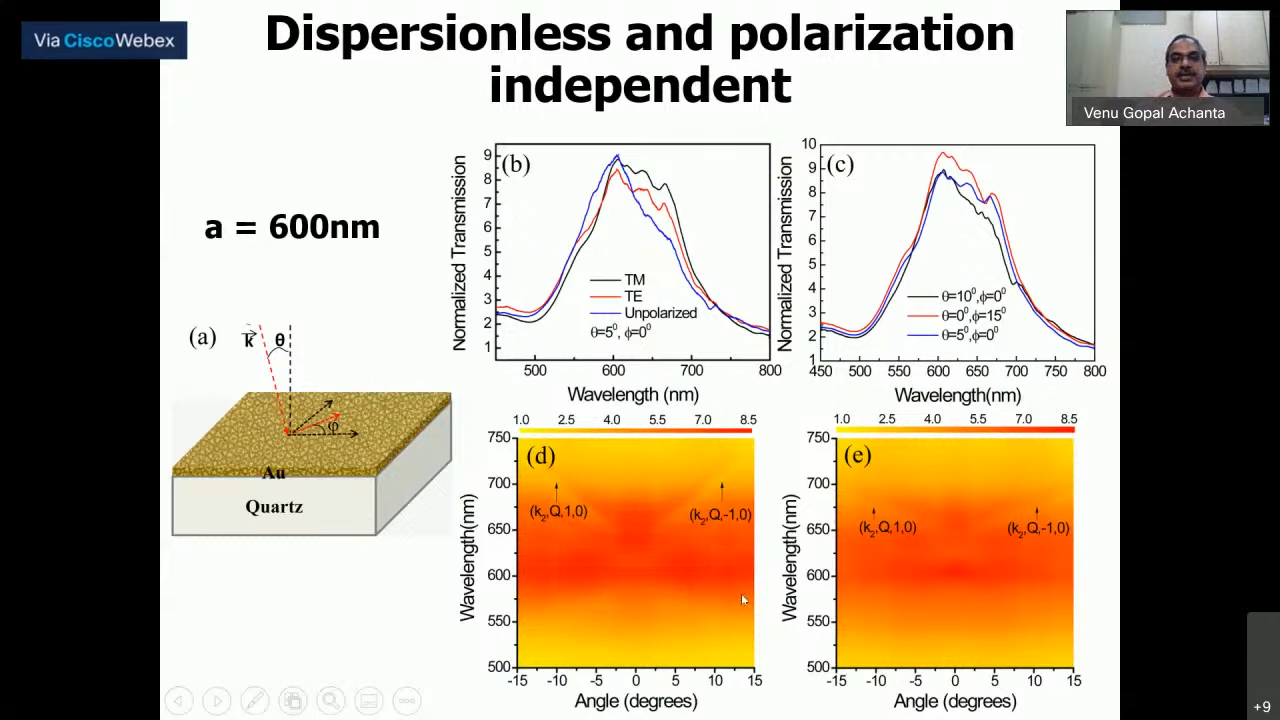 Via CiscoWebex
Dispersionless and polarization
independent
Venu Gopal Achanta
a = 600nm
(a)
k
θ
φ
Au
Quartz
(b)
Normalized Transmission
9
8
7
6
5
4
3
2
1
TM
TE
Unpolarized
θ=5⁰, ϕ=0⁰
500 600 700 800
Wavelength (nm)
(c)
Normalized Transmission
10
9
8
7
6
5
4
3
2
1
θ=10⁰,ϕ=0⁰
θ=0⁰,ϕ=15⁰
θ=5⁰,ϕ=0⁰
450 500 550 600 650 700 750 800
Wavelength(nm)
1.0 2.5 4.0 5.5 7.0 8.5
(d)
Wavelength(nm)
750
700
650
600
550
500
(k₂,Q,1,0) (k₂,Q,-1,0)
-15 -10 -5 0 5 10 15
Angle (degrees)
1.0 2.5 4.0 5.5 7.0 8.5
(e)
Wavelength(nm)
750
700
650
600
550
500
(k₂,Q,1,0) (k₂,Q,-1,0)
-15 -10 -5 0 5 10 15
Angle (degrees)
+9